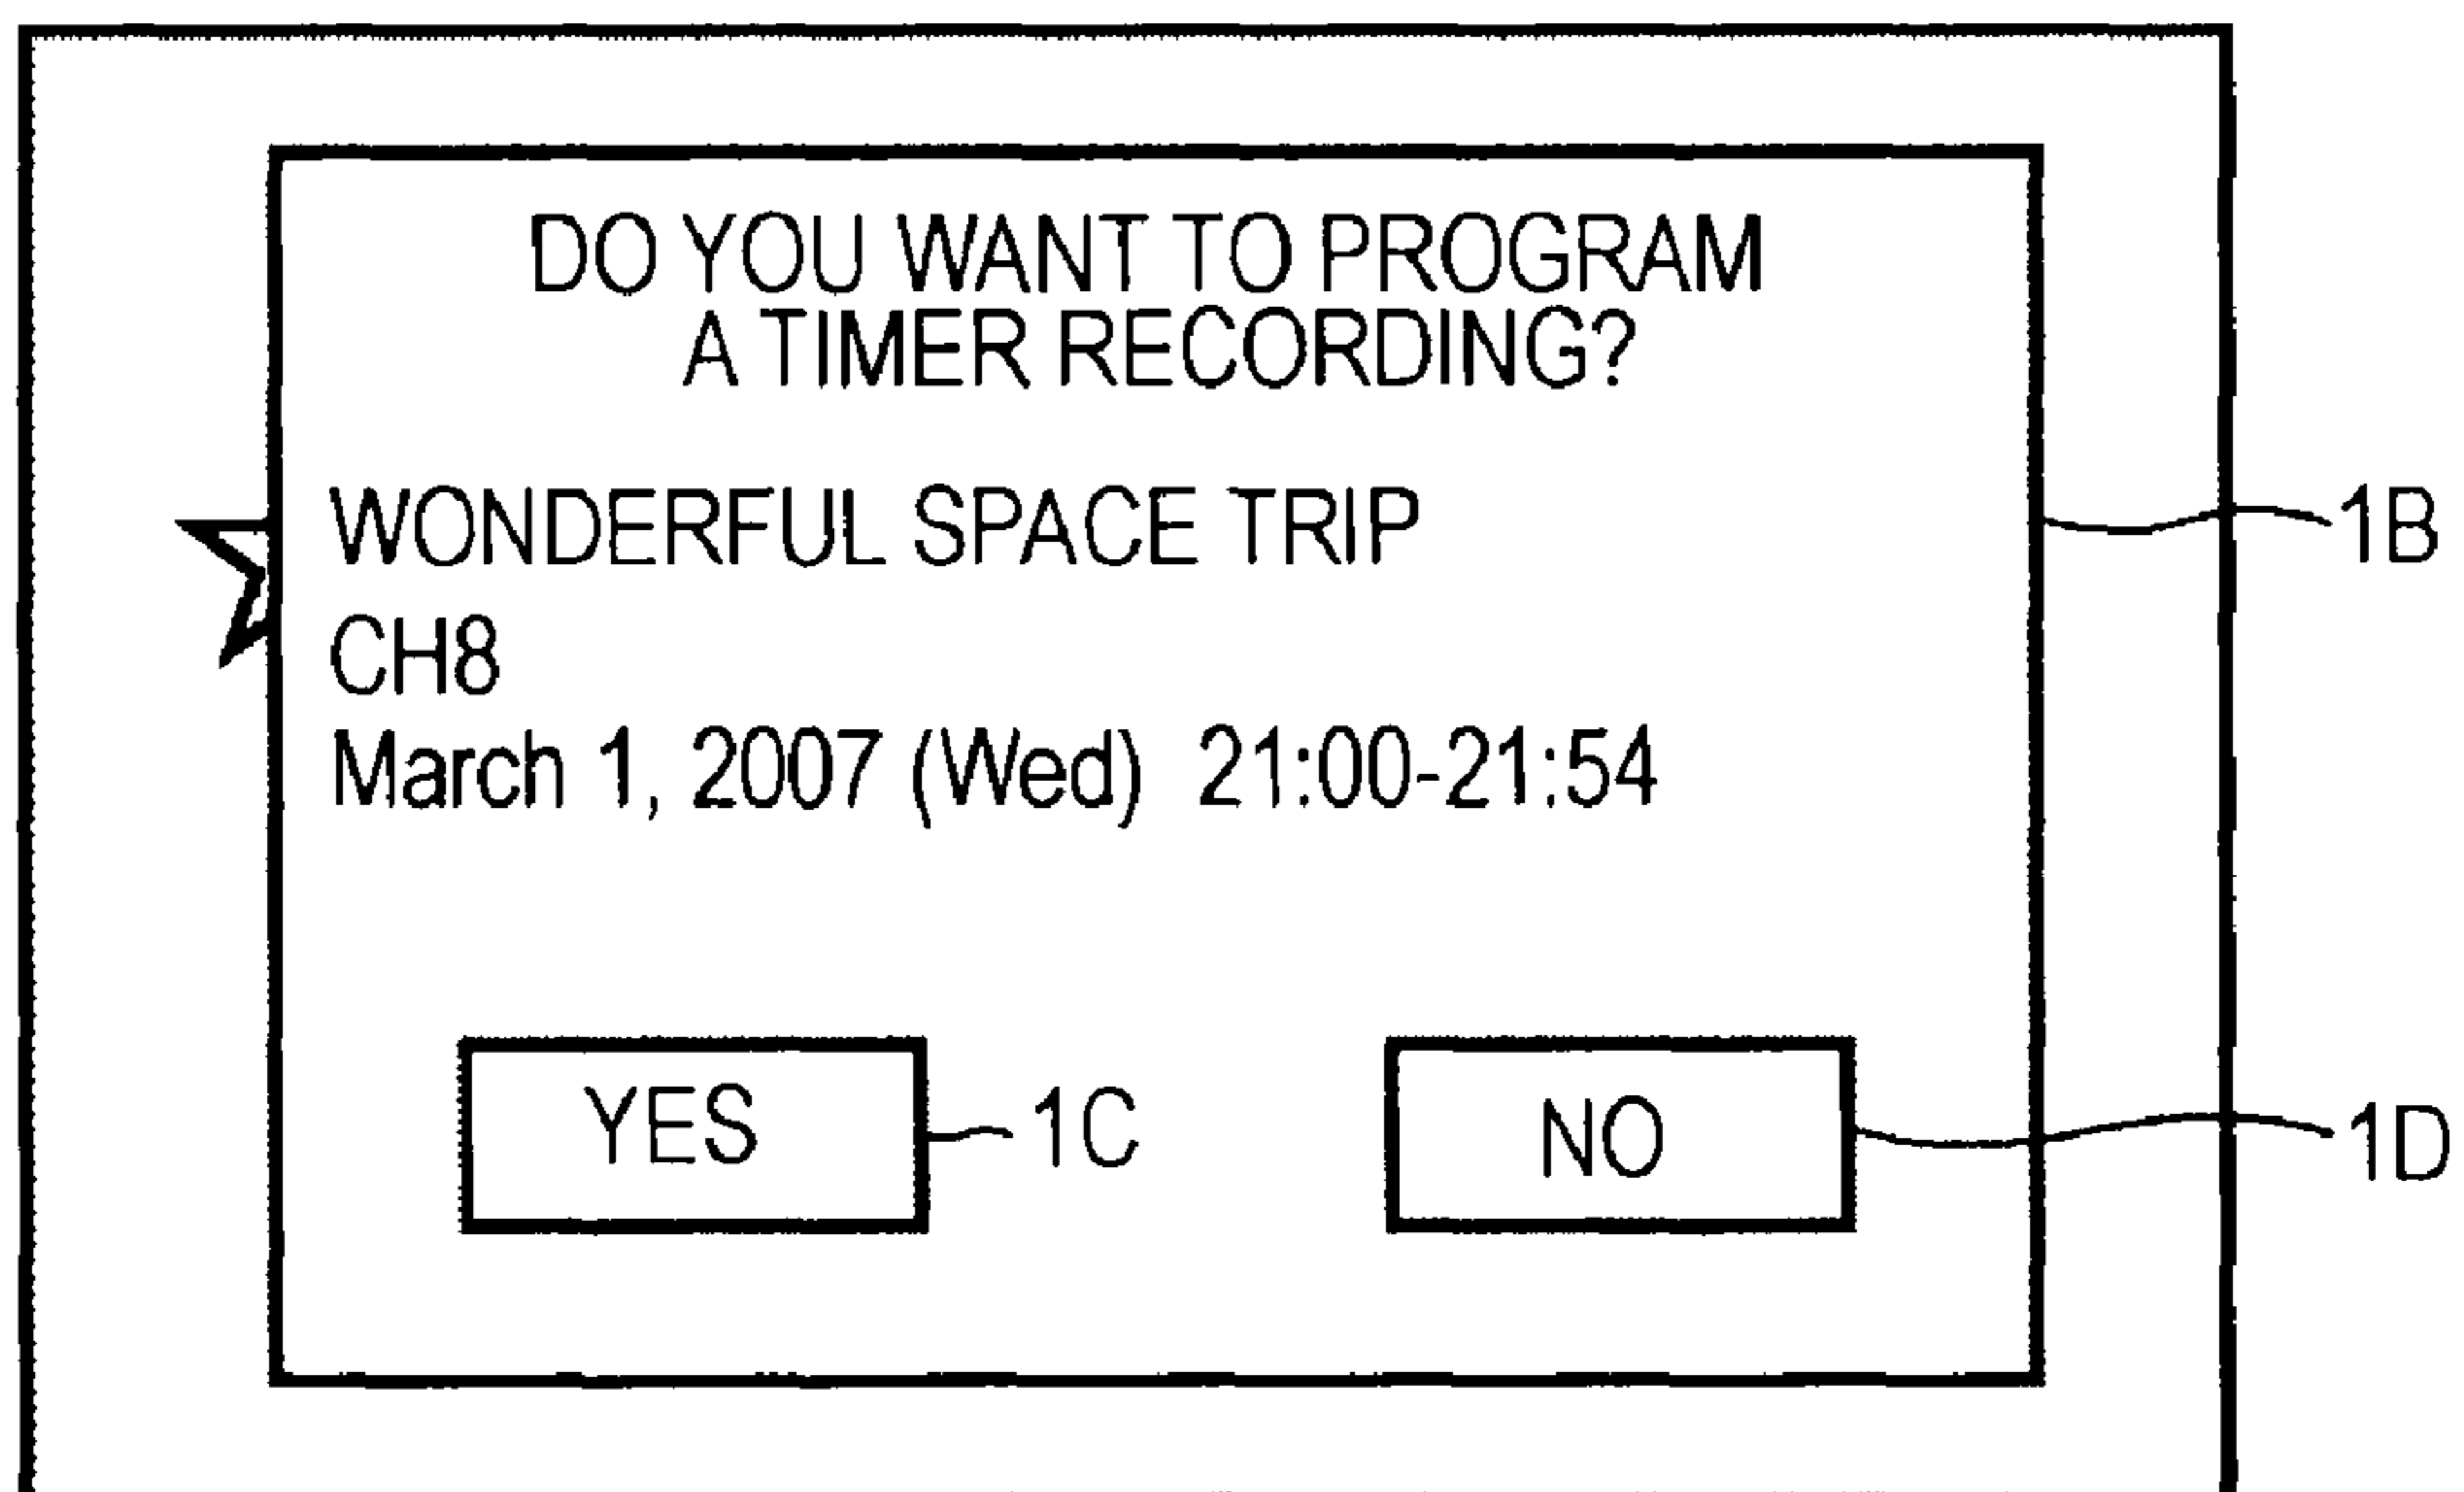 DO YOU WANT TO PROGRAM
A TIMER RECORDING?
WONDERFUL SPACE TRIP
1B
CH8
March 1, 2007 (Wed) 21:00-21:54
YES
1C
NO
1D